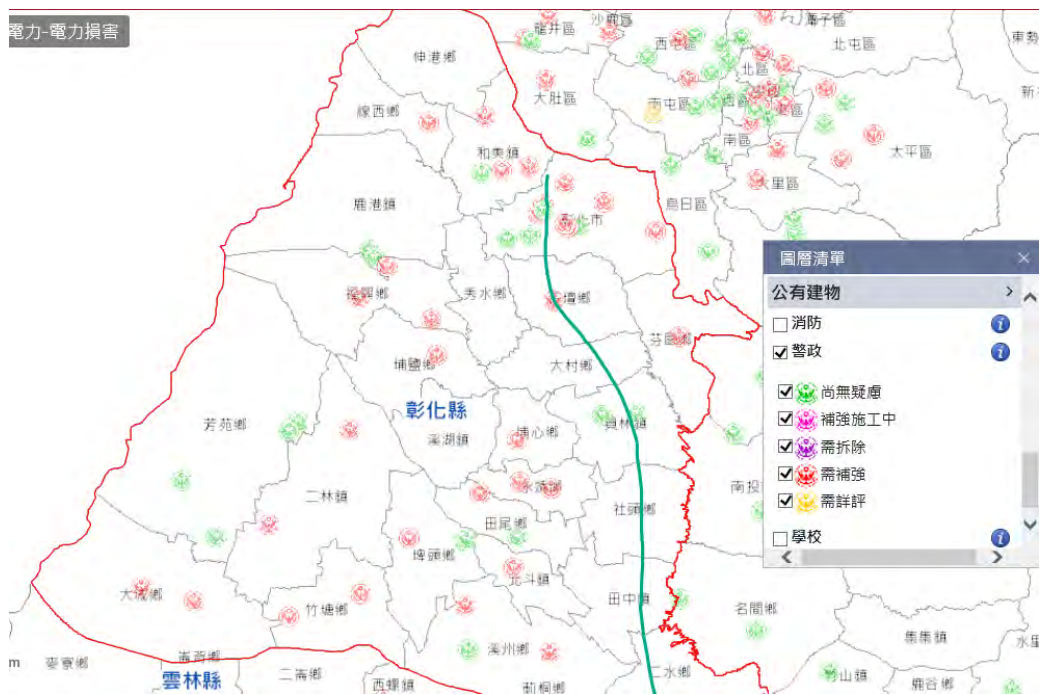 電力-電力損害
沙鹿區
潭子區
龍井區
西屯區
北屯區
東勢
伸港鄉
北區
大肚區
南屯區
西區
東區
新
線西鄉
南區
和美鎮
太平區
大里區
鹿港鎮
烏日區
彰化市
圖層清單
×
公有建物
>
消防
警政
尚無疑慮
補強施工中
需拆除
需補強
需詳評
學校
秀水鄉
花壇鄉
芬園鄉
埔鹽鄉
大村鄉
彰化縣
芳苑鄉
溪湖鎮
埔心鄉
員林鎮
南投
二林鎮
永靖鄉
社頭鄉
田尾鄉
埤頭鄉
北斗鎮
大城鄉
竹塘鄉
田中鎮
名間鄉
集集鎮
水里
溪州鄉
m
麥寮鄉
崙背鄉
雲林縣
二崙鄉
西螺鎮
莿桐鄉
二水鄉
竹山鎮
鹿谷鄉